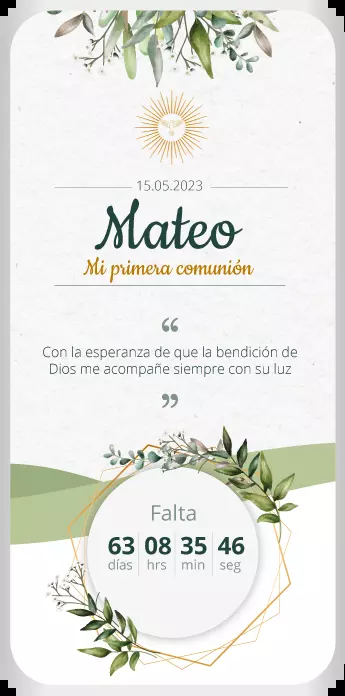 15.05.2023
Mateo
Mi primera comunión
“
Con la esperanza de que la bendición de
Dios me acompañe siempre con su luz
”
Falta
63 08 35 46
días hrs min seg